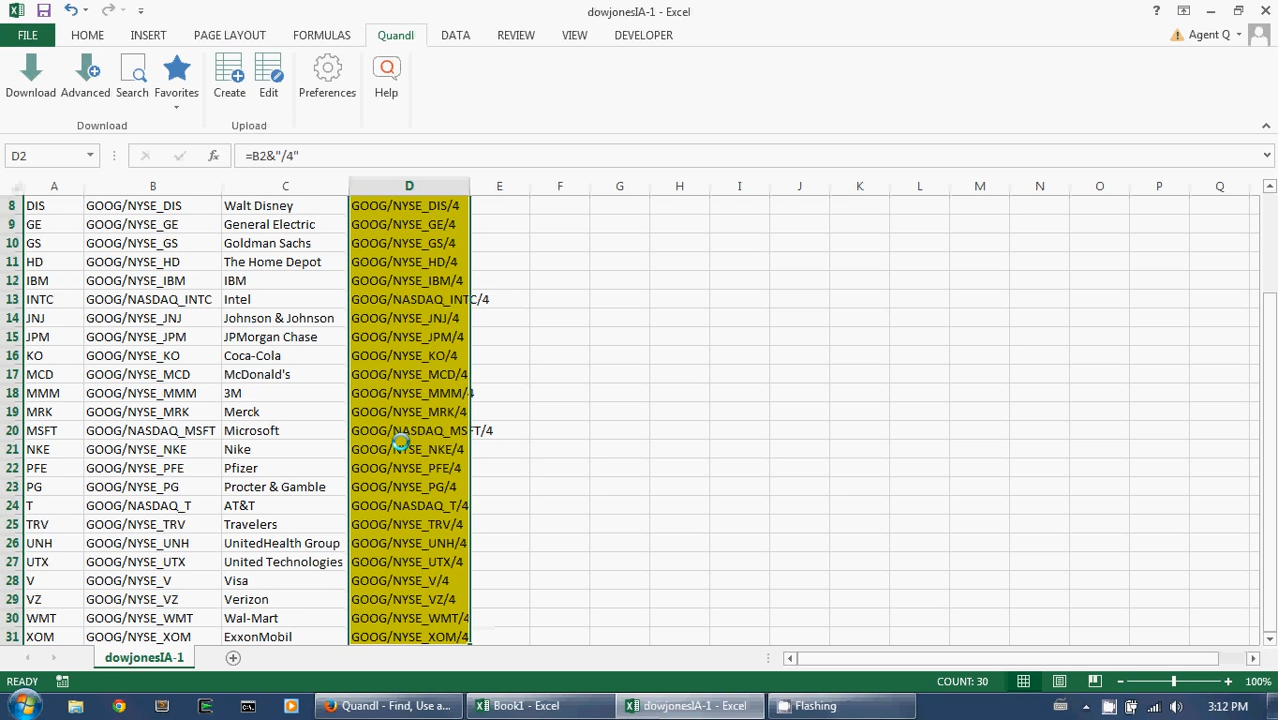 dowjonesIA-1 - Excel
FILE HOME INSERT PAGE LAYOUT FORMULAS Quandl DATA REVIEW VIEW DEVELOPER Agent Q
Download Advanced Search Favorites Create Edit Preferences Help
Download Upload
D2 fx =B2&"/4"
A B C D E F G H I J K L M N O P Q
8 DIS GOOG/NYSE_DIS Walt Disney GOOG/NYSE_DIS/4
9 GE GOOG/NYSE_GE General Electric GOOG/NYSE_GE/4
10 GS GOOG/NYSE_GS Goldman Sachs GOOG/NYSE_GS/4
11 HD GOOG/NYSE_HD The Home Depot GOOG/NYSE_HD/4
12 IBM GOOG/NYSE_IBM IBM GOOG/NYSE_IBM/4
13 INTC GOOG/NASDAQ_INTC Intel GOOG/NASDAQ_INTC/4
14 JNJ GOOG/NYSE_JNJ Johnson & Johnson GOOG/NYSE_JNJ/4
15 JPM GOOG/NYSE_JPM JPMorgan Chase GOOG/NYSE_JPM/4
16 KO GOOG/NYSE_KO Coca-Cola GOOG/NYSE_KO/4
17 MCD GOOG/NYSE_MCD McDonald's GOOG/NYSE_MCD/4
18 MMM GOOG/NYSE_MMM 3M GOOG/NYSE_MMM/4
19 MRK GOOG/NYSE_MRK Merck GOOG/NYSE_MRK/4
20 MSFT GOOG/NASDAQ_MSFT Microsoft GOOG/NASDAQ_MSFT/4
21 NKE GOOG/NYSE_NKE Nike GOOG/NYSE_NKE/4
22 PFE GOOG/NYSE_PFE Pfizer GOOG/NYSE_PFE/4
23 PG GOOG/NYSE_PG Procter & Gamble GOOG/NYSE_PG/4
24 T GOOG/NASDAQ_T AT&T GOOG/NASDAQ_T/4
25 TRV GOOG/NYSE_TRV Travelers GOOG/NYSE_TRV/4
26 UNH GOOG/NYSE_UNH UnitedHealth Group GOOG/NYSE_UNH/4
27 UTX GOOG/NYSE_UTX United Technologies GOOG/NYSE_UTX/4
28 V GOOG/NYSE_V Visa GOOG/NYSE_V/4
29 VZ GOOG/NYSE_VZ Verizon GOOG/NYSE_VZ/4
30 WMT GOOG/NYSE_WMT Wal-Mart GOOG/NYSE_WMT/4
31 XOM GOOG/NYSE_XOM ExxonMobil GOOG/NYSE_XOM/4
dowjonesIA-1
READY COUNT: 30 100%
Quandl - Find, Use a... Book1 - Excel dowjonesIA-1 - Excel Flashing 3:12 PM